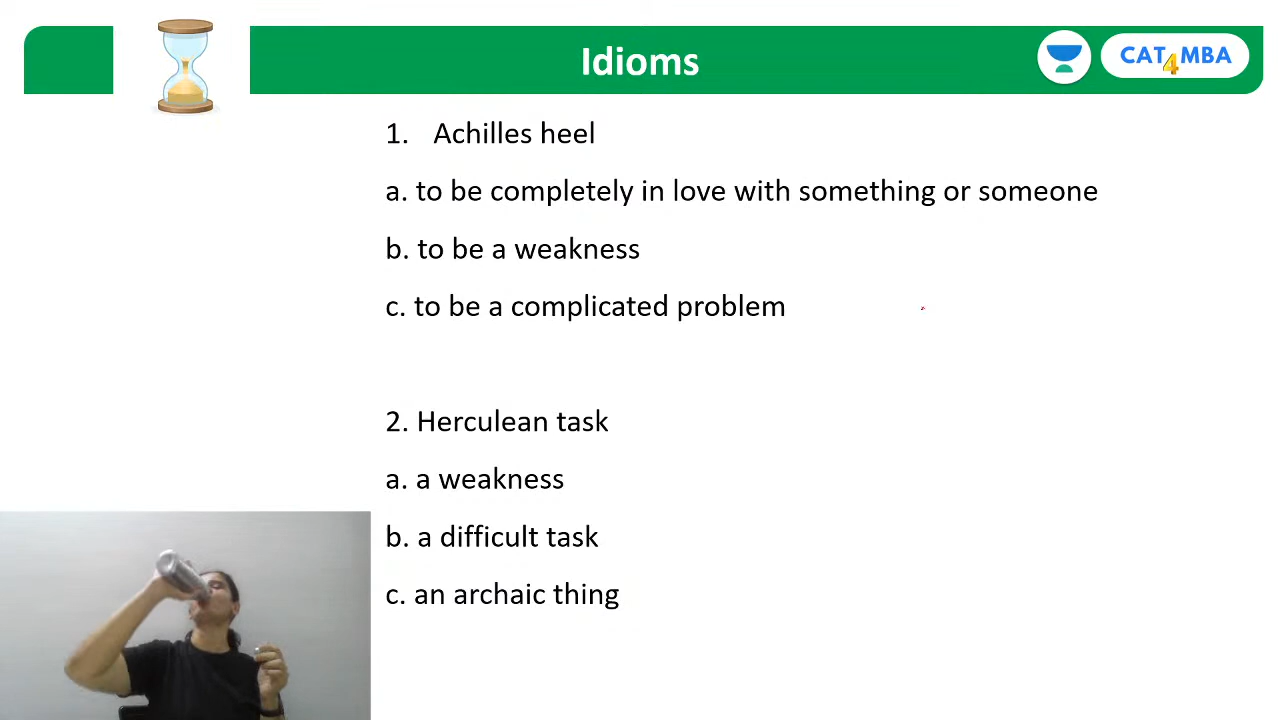 Idioms
CAT4MBA
1. Achilles heel
a. to be completely in love with something or someone
b. to be a weakness
c. to be a complicated problem
2. Herculean task
a. a weakness
b. a difficult task
c. an archaic thing